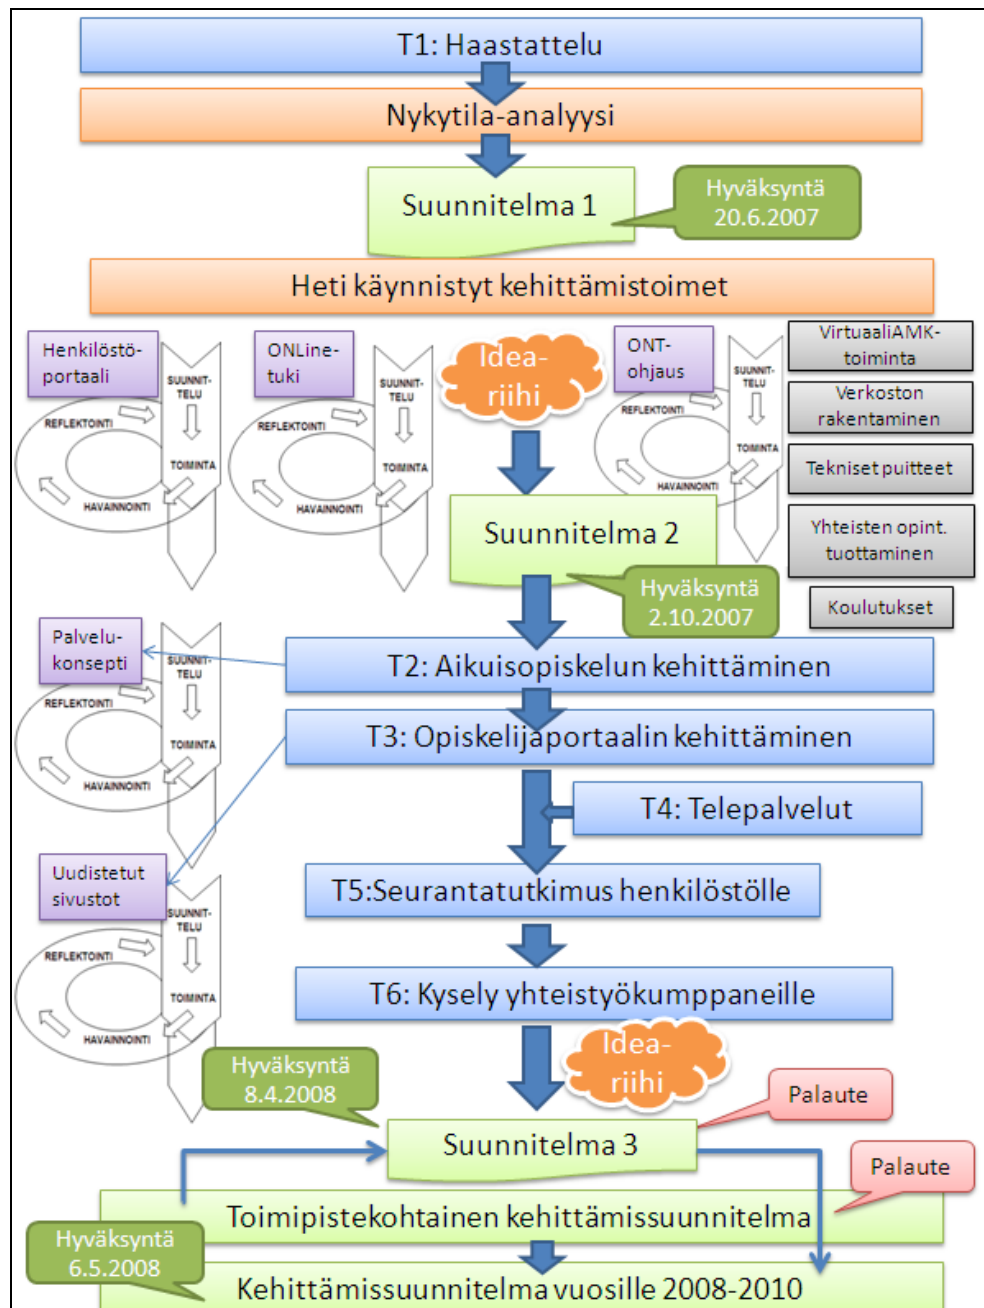 T1: Haastattelu
Nykytila-analyysi
Suunnitelma 1
Hyväksyntä
20.6.2007
Heti käynnistyt kehittämistoimet
Henkilöstö-
portaali
SUUNNIT-
TELU
REFLEKTOINTI
TOIMINTA
HAVAINNOINTI
ONLine-
tuki
SUUNNIT-
TELU
REFLEKTOINTI
TOIMINTA
HAVAINNOINTI
Idea-
riihi
ONT-
ohjaus
SUUNNIT-
TELU
REFLEKTOINTI
TOIMINTA
HAVAINNOINTI
VirtuaaliAMK-
toiminta
Verkoston
rakentaminen
Tekniset puitteet
Yhteisten opint.
tuottaminen
Koulutukset
Suunnitelma 2
Hyväksyntä
2.10.2007
Palvelu-
konsepti
SUUNNIT-
TELU
REFLEKTOINTI
TOIMINTA
HAVAINNOINTI
T2: Aikuisopiskelun kehittäminen
T3: Opiskelijaportaalin kehittäminen
T4: Telepalvelut
Uudistetut
sivustot
SUUNNIT-
TELU
REFLEKTOINTI
TOIMINTA
HAVAINNOINTI
T5:Seurantatutkimus henkilöstölle
T6: Kysely yhteistyökumppaneille
Idea-
riihi
Hyväksyntä
8.4.2008
Palaute
Suunnitelma 3
Palaute
Toimipistekohtainen kehittämissuunnitelma
Hyväksyntä
6.5.2008
Kehittämissuunnitelma vuosille 2008-2010